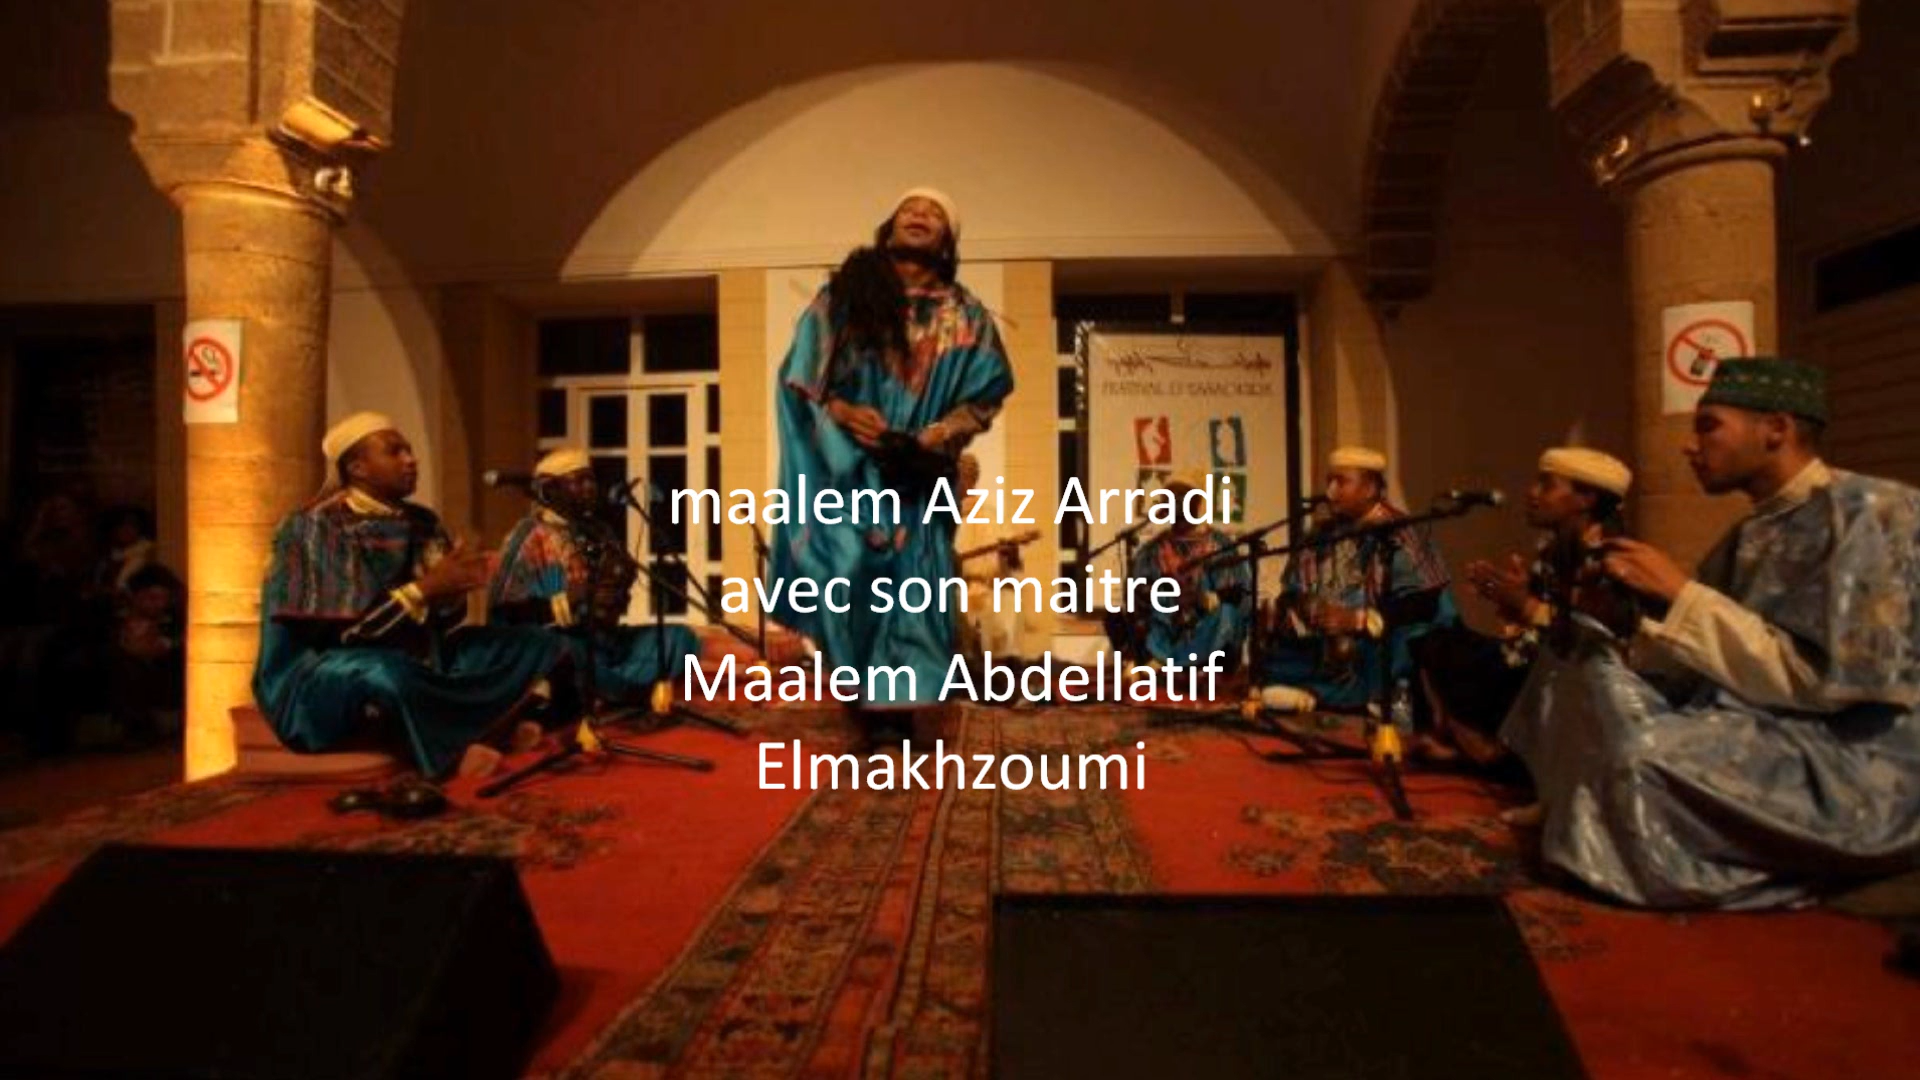 maalem Aziz Arradi
avec son maitre
Maalem Abdellatif
Elmakhzoumi